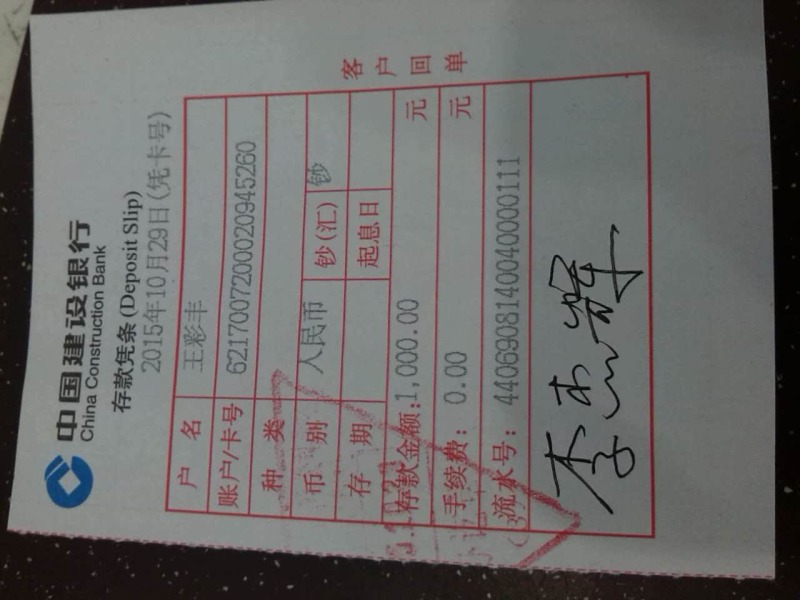 中国建设银行
China Construction Bank
存款凭条(Deposit Slip)
2015年10月29日(凭卡号)
客户回单
户名 王彩丰
账户/卡号 6217007200020945260
种类
币别 人民币 钞(汇) 钞
存期 起息日
存款金额:1,000.00 元
手续费: 0.00 元
流水号: 440690814004000001​11